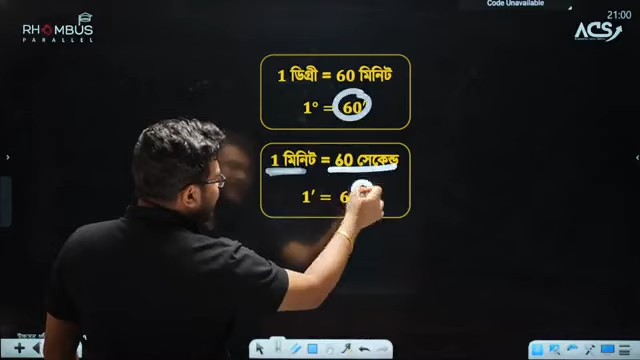 Code Unavailable
21:00
RHOMBUS
PARALLEL
ACS
1 ডিগ্রী = 60 মিনিট
1° = 60′
1 মিনিট = 60 সেকেন্ড
1′ = 6